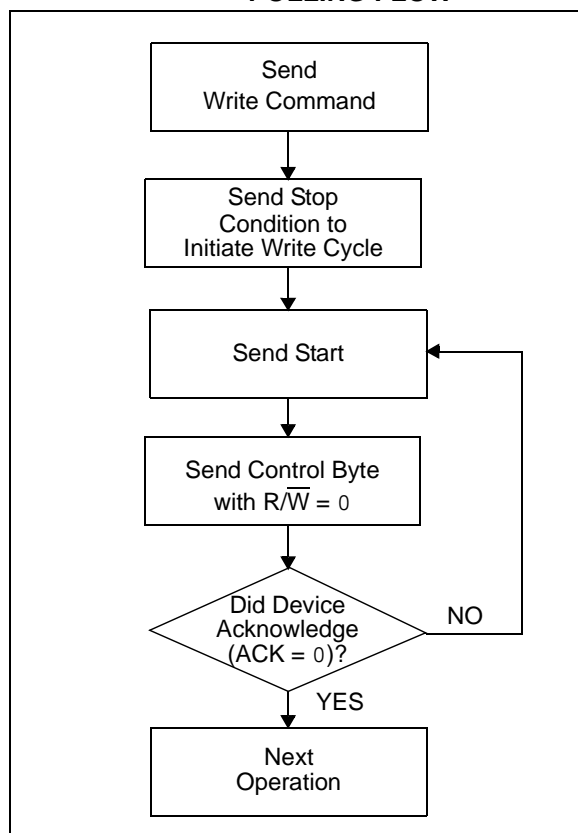 Send
Write Command
Send Stop
Condition to
Initiate Write Cycle
Send Start
Send Control Byte
with R/W̅ = 0
Did Device
Acknowledge
(ACK = 0)?
NO
YES
Next
Operation